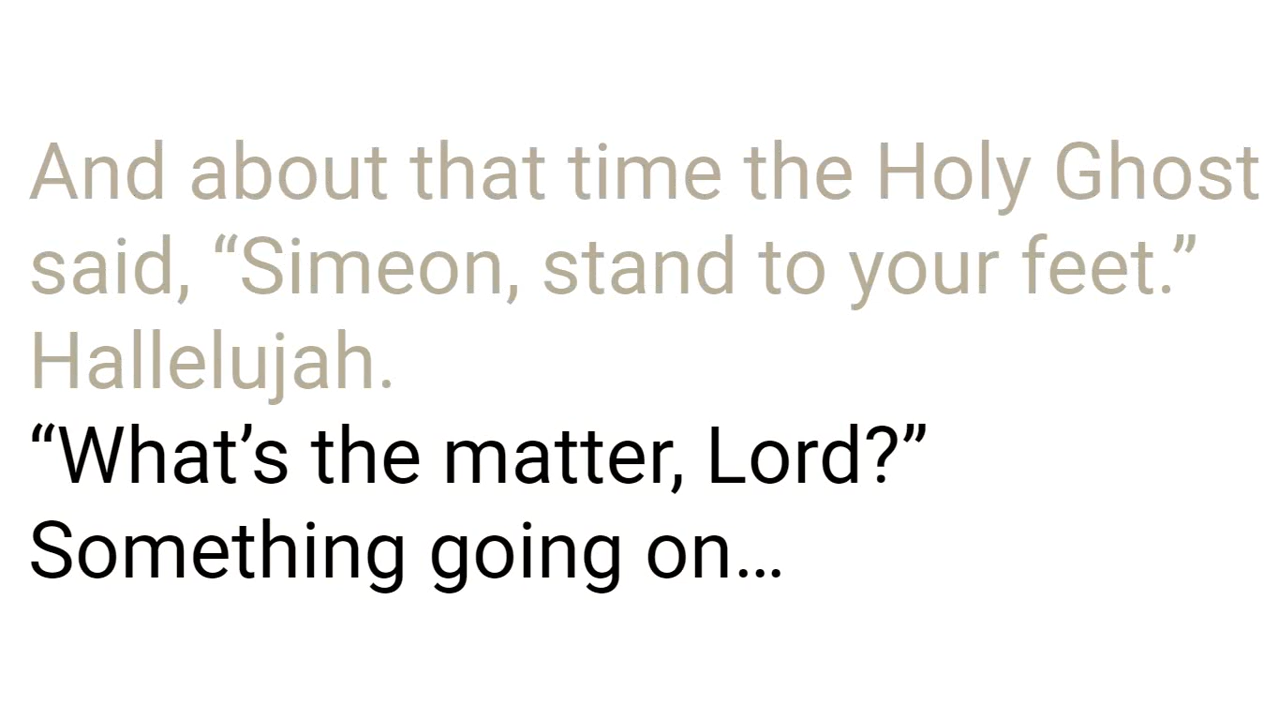 And about that time the Holy Ghost
said, “Simeon, stand to your feet.”
Hallelujah.
“What’s the matter, Lord?”
Something going on…